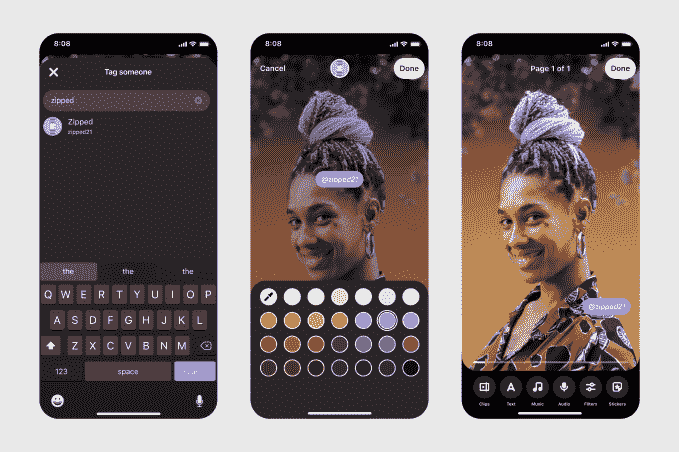 8:08
Tag someone
zipped
Zipped
zipped21
the the the
Q W E R T Y U I O P
A S D F G H J K L
Z X C V B N M
123 space
8:08
Cancel Done
@zipped21
8:08
Page 1 of 1 Done
@zipped21
Clips Text Music Audio Filters Stickers